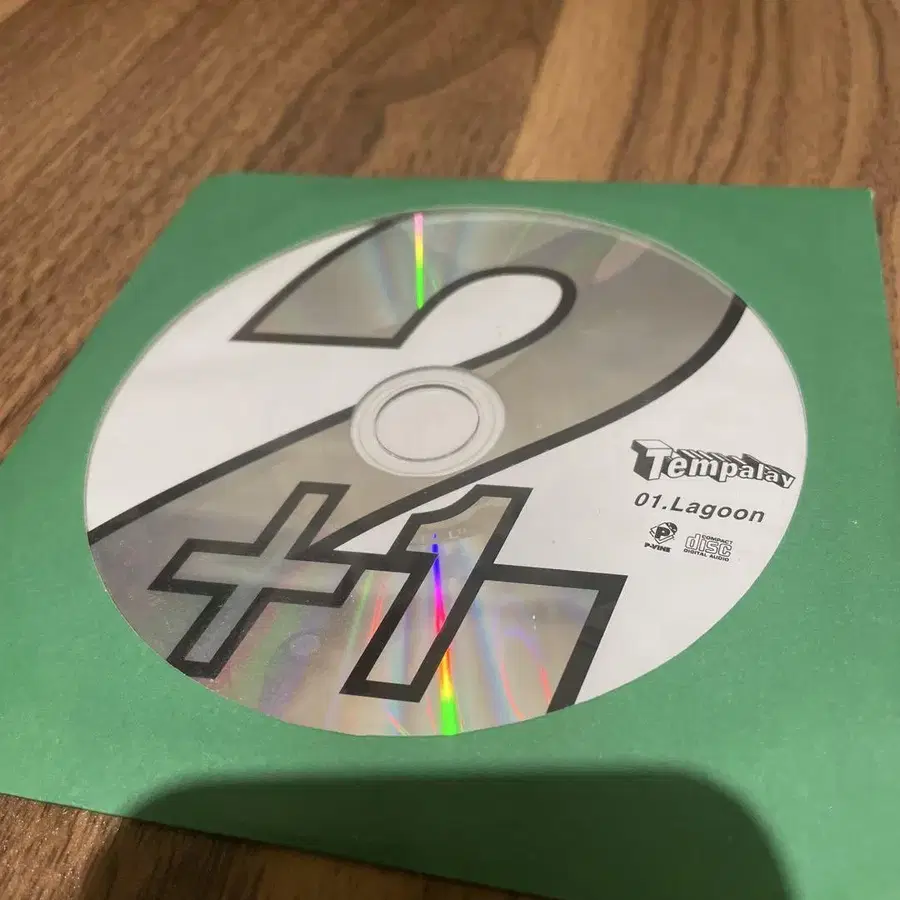 2
+1
Tempalay
01.Lagoon
P
P-VINE
COMPACT
disc
DIGITAL AUDIO